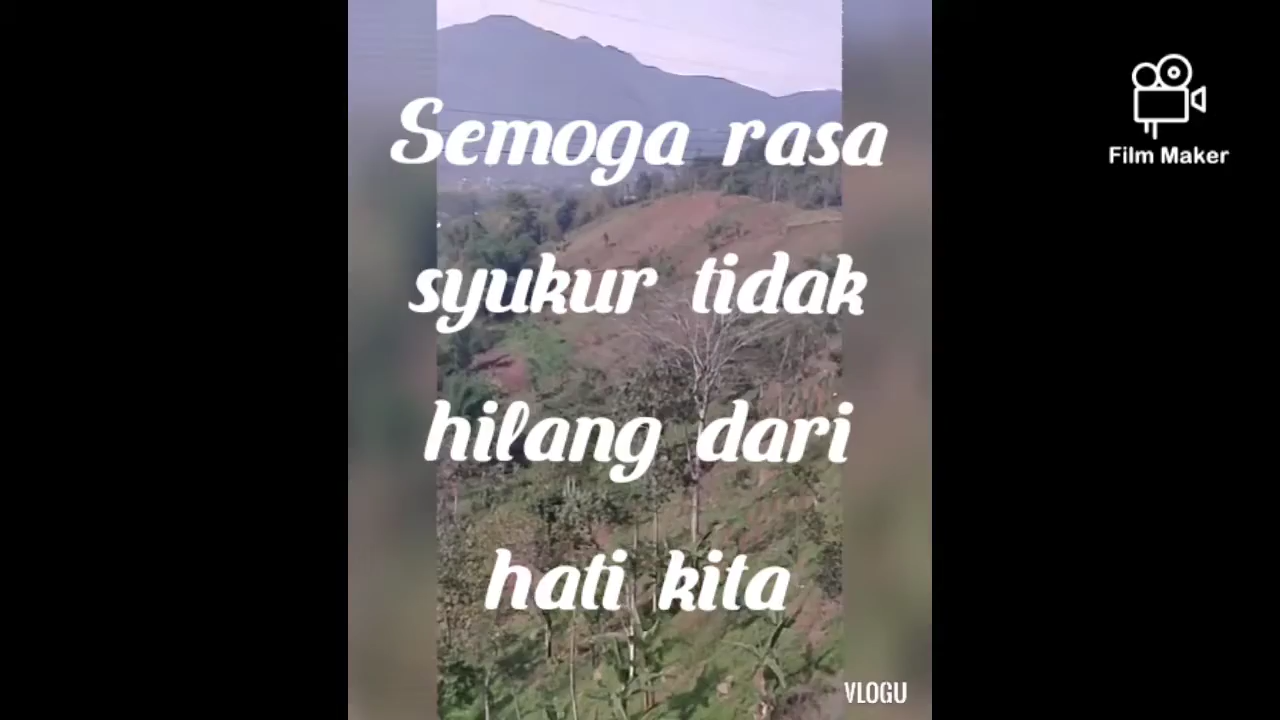 Semoga rasa
syukur tidak
hilang dari
hati kita
Film Maker
VLOGU